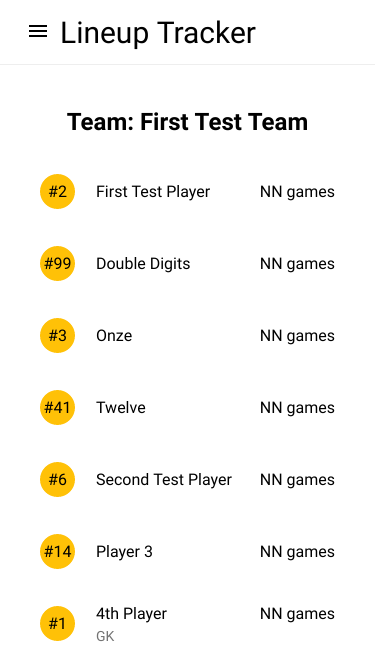 Lineup Tracker
Team: First Test Team
#2 First Test Player NN games
#99 Double Digits NN games
#3 Onze NN games
#41 Twelve NN games
#6 Second Test Player NN games
#14 Player 3 NN games
#1 4th Player NN games
GK